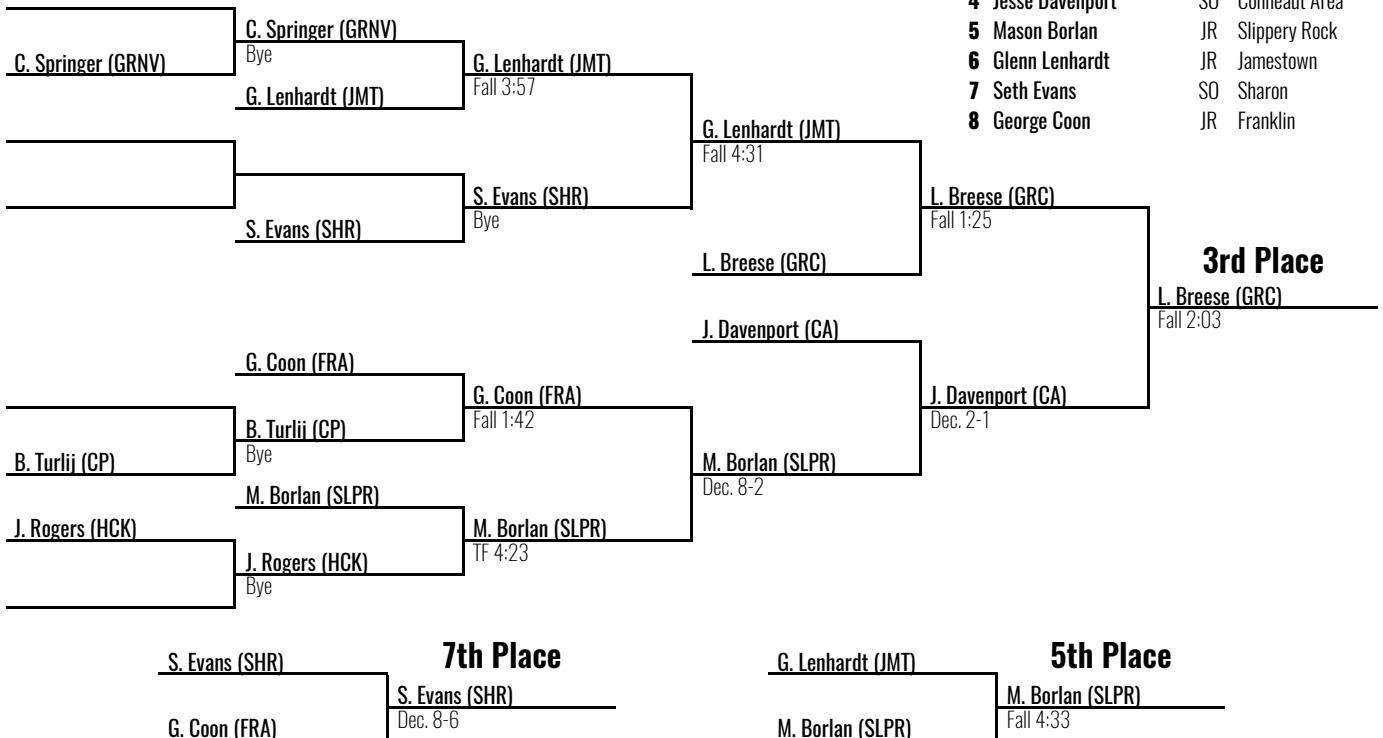 4 Jesse Davenport SO Conneaut Area
C. Springer (GRNV)
5 Mason Borlan JR Slippery Rock
Bye
C. Springer (GRNV)
G. Lenhardt (JMT)
6 Glenn Lenhardt JR Jamestown
Fall 3:57
G. Lenhardt (JMT)
7 Seth Evans SO Sharon
8 George Coon JR Franklin
G. Lenhardt (JMT)
Fall 4:31
S. Evans (SHR)
L. Breese (GRC)
Bye
Fall 1:25
S. Evans (SHR)
L. Breese (GRC)
3rd Place
L. Breese (GRC)
Fall 2:03
J. Davenport (CA)
G. Coon (FRA)
G. Coon (FRA)
J. Davenport (CA)
Fall 1:42
Dec. 2-1
B. Turlij (CP)
Bye
B. Turlij (CP)
M. Borlan (SLPR)
Dec. 8-2
M. Borlan (SLPR)
J. Rogers (HCK)
M. Borlan (SLPR)
TF 4:23
J. Rogers (HCK)
Bye
S. Evans (SHR)
7th Place
G. Lenhardt (JMT)
5th Place
S. Evans (SHR)
M. Borlan (SLPR)
Dec. 8-6
Fall 4:33
G. Coon (FRA)
M. Borlan (SLPR)